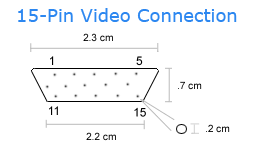 15-Pin Video Connection
2.3 cm
1 5
.7 cm
11 15
.2 cm
2.2 cm